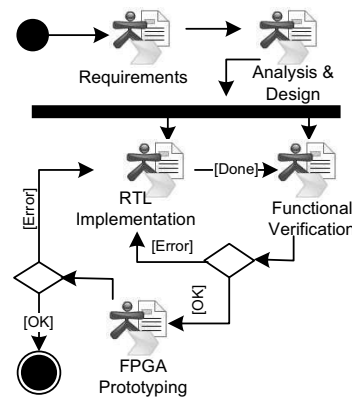 Requirements
Analysis &
Design
[Error]
RTL
Implementation
[Done]
Functional
Verification
[Error]
[OK]
[OK]
FPGA
Prototyping